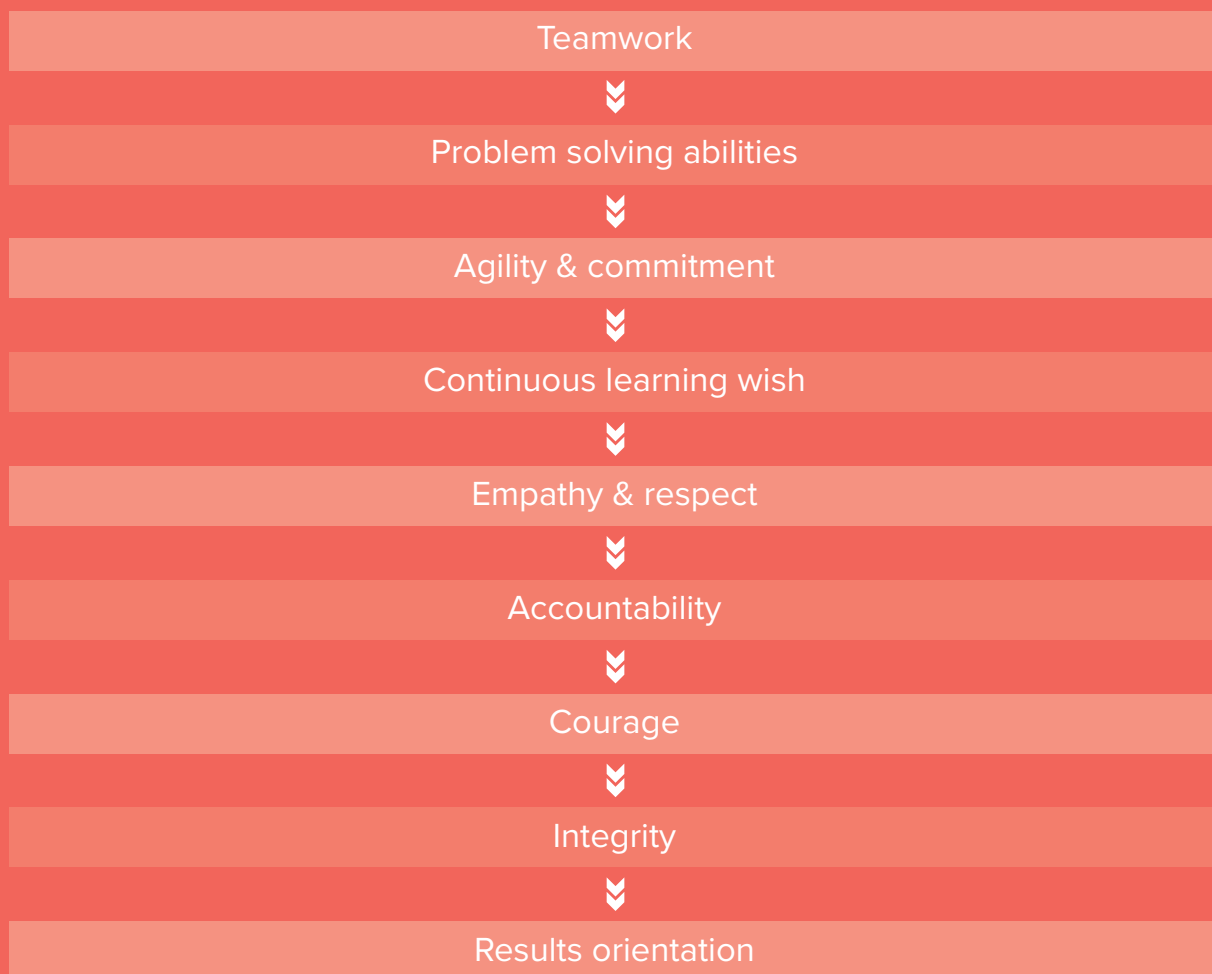 Teamwork
Problem solving abilities
Agility & commitment
Continuous learning wish
Empathy & respect
Accountability
Courage
Integrity
Results orientation